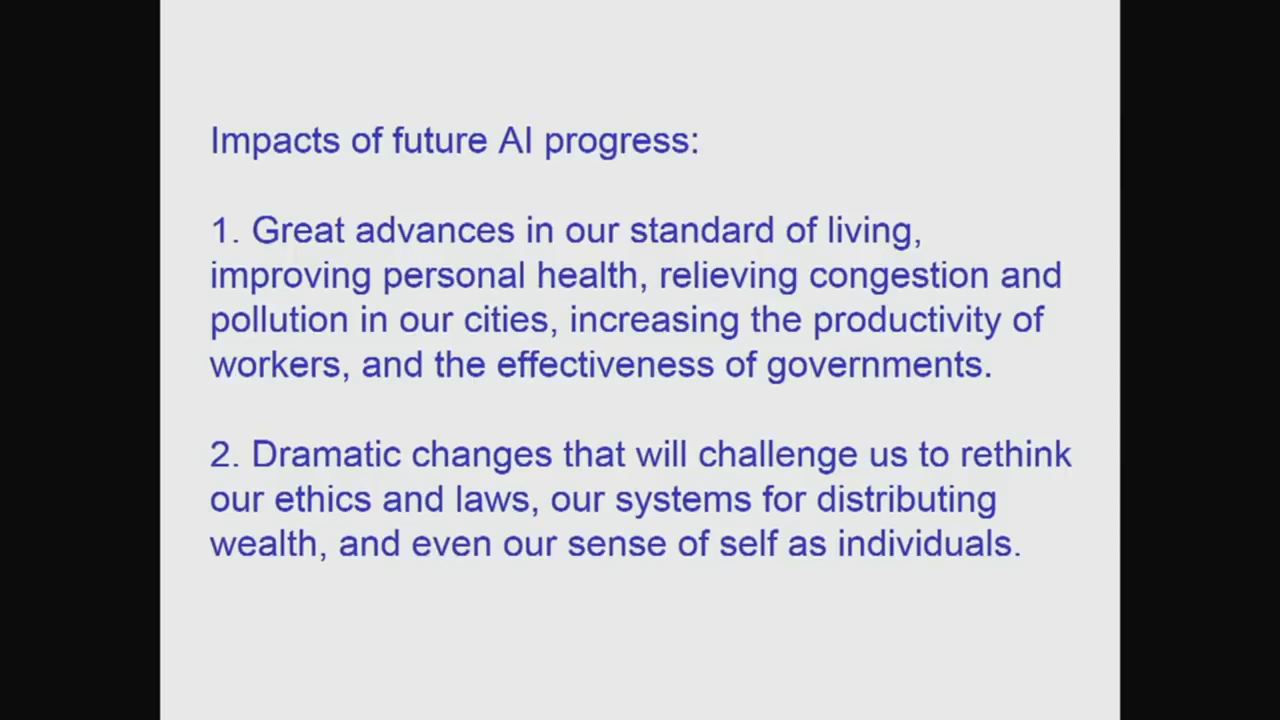 Impacts of future AI progress:
1. Great advances in our standard of living,
improving personal health, relieving congestion and
pollution in our cities, increasing the productivity of
workers, and the effectiveness of governments.
2. Dramatic changes that will challenge us to rethink
our ethics and laws, our systems for distributing
wealth, and even our sense of self as individuals.